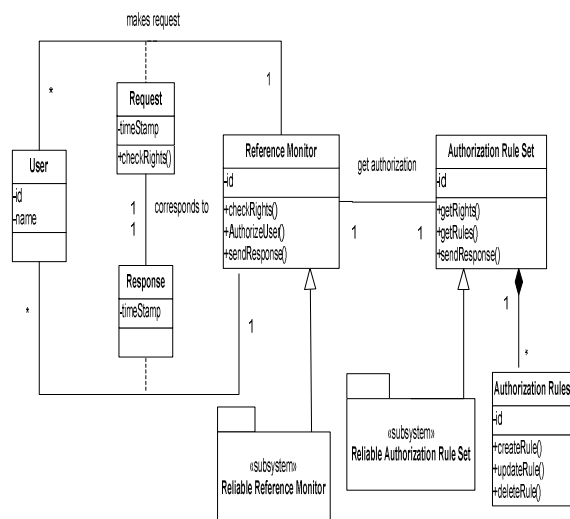 makes request
*
1
Request
-timeStamp
+checkRights()
User
-id
-name
Reference Monitor
-id
+checkRights()
+AuthorizeUser()
+sendResponse()
get authorization
1
1
Authorization Rule Set
-id
+getRights()
+getRules()
+sendResponse()
1
1
corresponds to
Response
-timeStamp
*
1
1
*
Authorization Rules
-id
+createRule()
+updateRule()
+deleteRule()
«subsystem»
Reliable Reference Monitor
«subsystem»
Reliable Authorization Rule Set